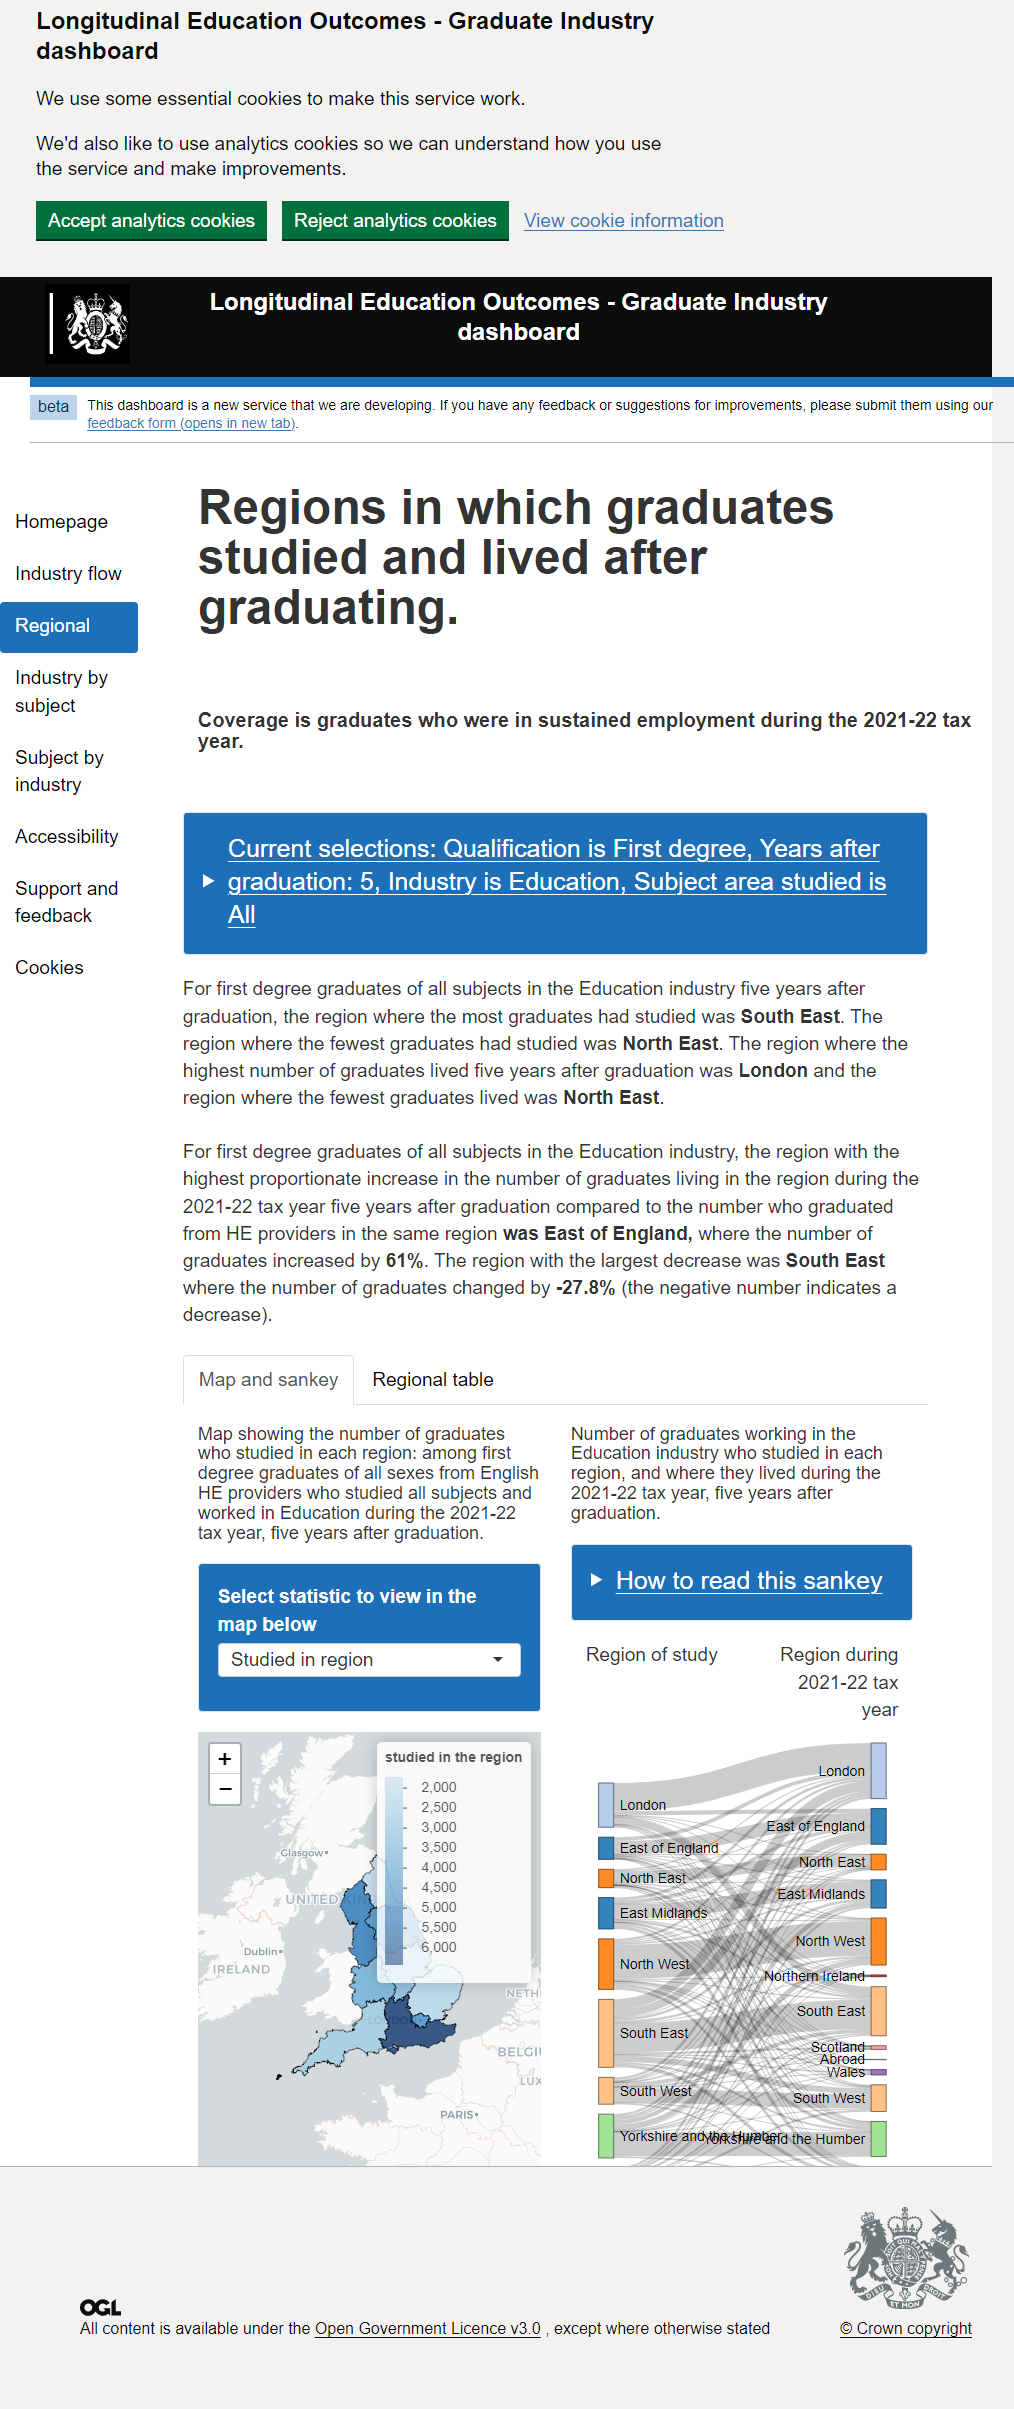 Longitudinal Education Outcomes - Graduate Industry
dashboard
We use some essential cookies to make this service work.
We'd also like to use analytics cookies so we can understand how you use
the service and make improvements.
Accept analytics cookies
Reject analytics cookies
View cookie information
Longitudinal Education Outcomes - Graduate Industry
dashboard
beta
This dashboard is a new service that we are developing. If you have any feedback or suggestions for improvements, please submit them using our
feedback form (opens in new tab).
Homepage
Industry flow
Regional
Industry by
subject
Subject by
industry
Accessibility
Support and
feedback
Cookies
Regions in which graduates
studied and lived after
graduating.
Coverage is graduates who were in sustained employment during the 2021-22 tax
year.
Current selections: Qualification is First degree, Years after
graduation: 5, Industry is Education, Subject area studied is
All
For first degree graduates of all subjects in the Education industry five years after
graduation, the region where the most graduates had studied was South East. The
region where the fewest graduates had studied was North East. The region where the
highest number of graduates lived five years after graduation was London and the
region where the fewest graduates lived was North East.
For first degree graduates of all subjects in the Education industry, the region with the
highest proportionate increase in the number of graduates living in the region during the
2021-22 tax year five years after graduation compared to the number who graduated
from HE providers in the same region was East of England, where the number of
graduates increased by 61%. The region with the largest decrease was South East
where the number of graduates changed by -27.8% (the negative number indicates a
decrease).
Map and sankey
Regional table
Map showing the number of graduates
who studied in each region: among first
degree graduates of all sexes from English
HE providers who studied all subjects and
worked in Education during the 2021-22
tax year, five years after graduation.
Select statistic to view in the
map below
Studied in region
+
−
studied in the region
2,000
2,500
3,000
3,500
4,000
4,500
5,000
5,500
6,000
Glasgow
UNITED KIN
Dublin
IRELAND
LONDON
NETH
BELGI
LUX
PARIS
Number of graduates working in the
Education industry who studied in each
region, and where they lived during the
2021-22 tax year, five years after
graduation.
How to read this sankey
Region of study
Region during
2021-22 tax
year
London
East of England
North East
East Midlands
North West
South East
South West
Yorkshire and the Humber
London
East of England
North East
East Midlands
North West
Northern Ireland
South East
Scotland
Abroad
Wales
South West
Yorkshire and the Humber
OGL
All content is available under the Open Government Licence v3.0 , except where otherwise stated
DIEU ET MON DROIT
© Crown copyright